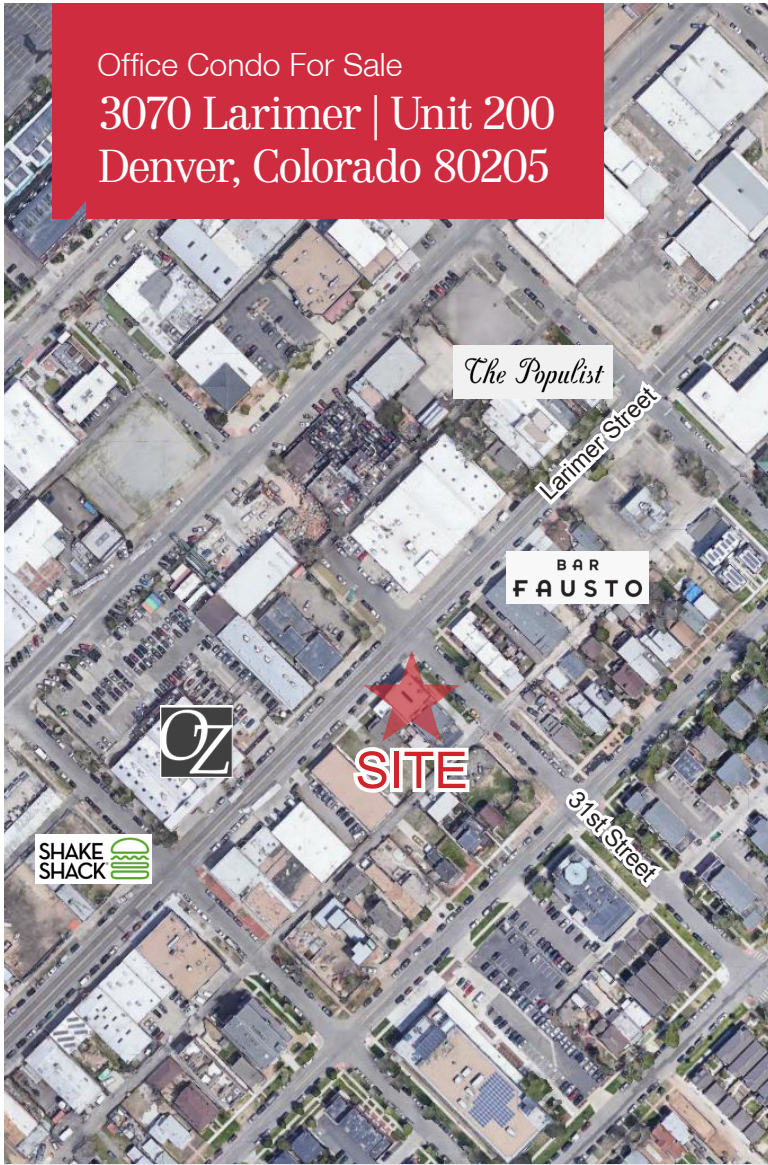 Office Condo For Sale
3070 Larimer | Unit 200
Denver, Colorado 80205
The Populist
Larimer Street
BAR
FAUSTO
OZ
SITE
31st Street
SHAKE
SHACK